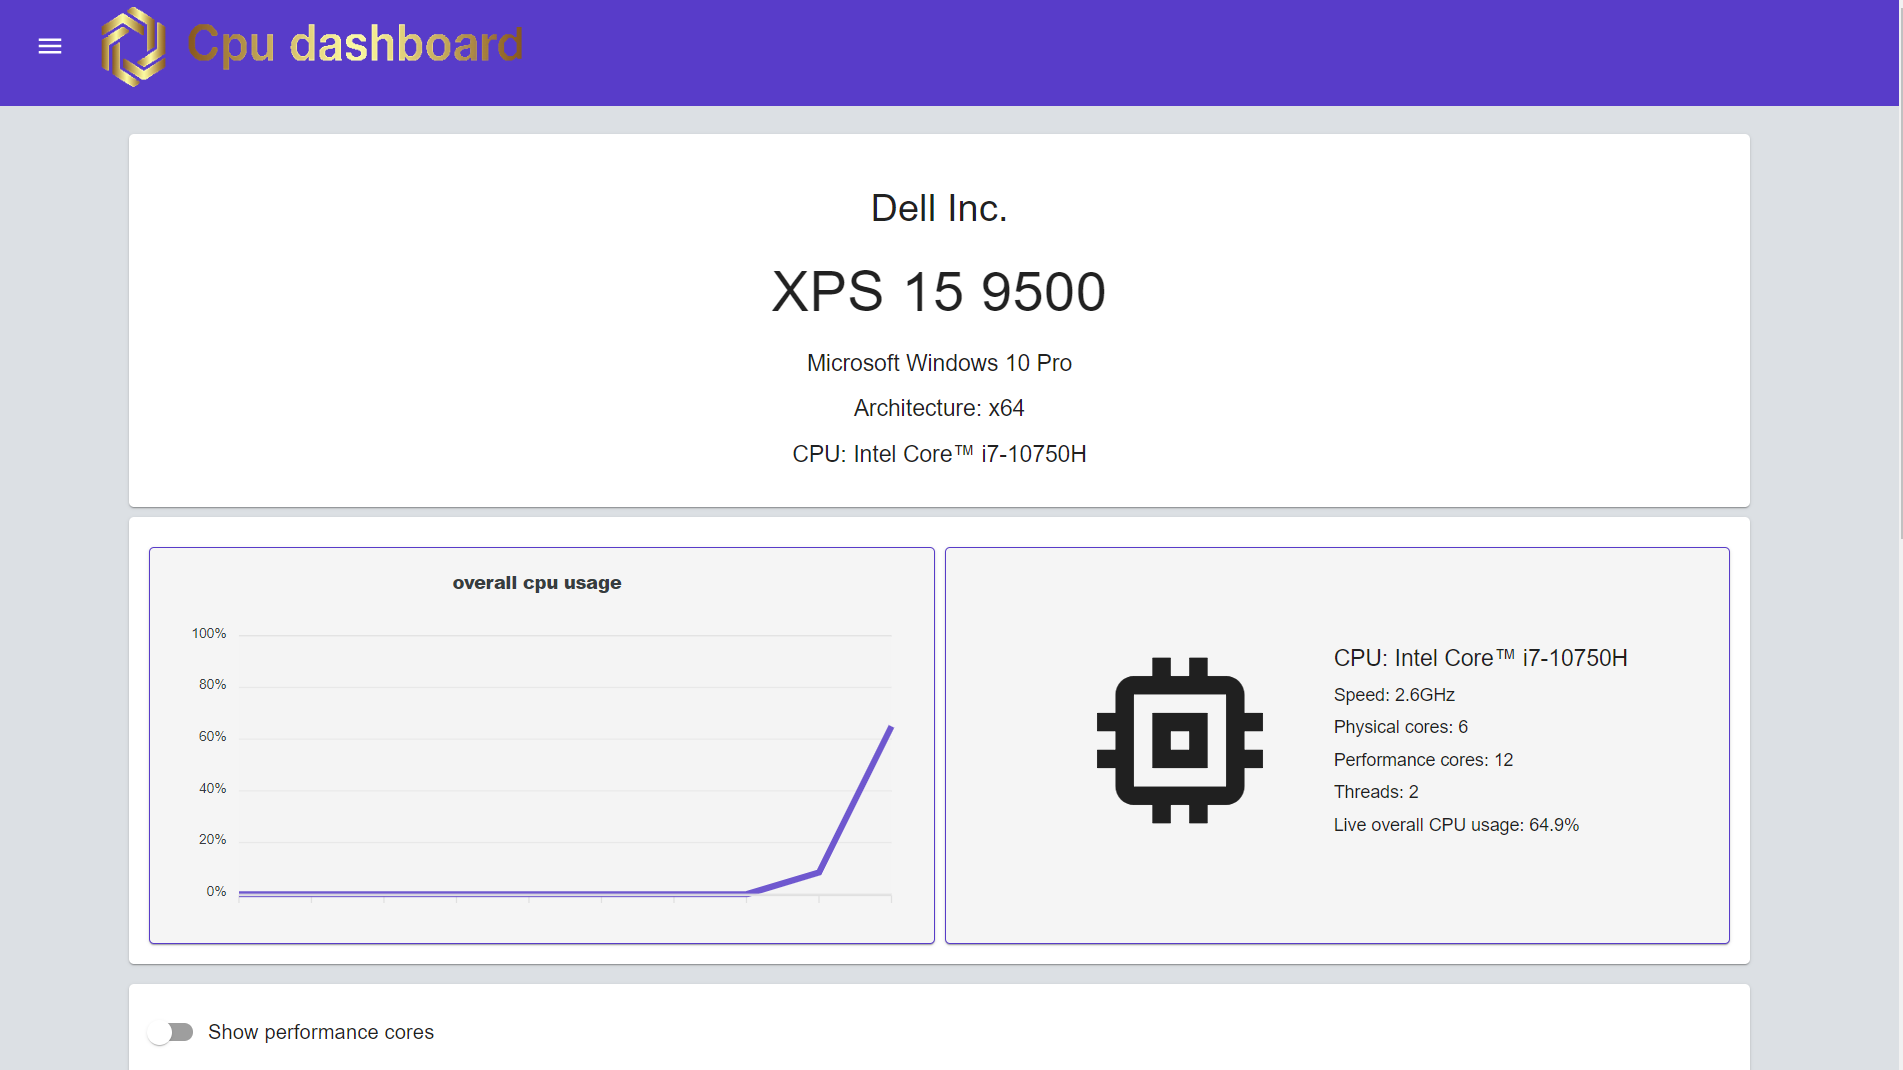 Cpu dashboard
Dell Inc.
XPS 15 9500
Microsoft Windows 10 Pro
Architecture: x64
CPU: Intel Core™ i7-10750H
overall cpu usage
100%
80%
60%
40%
20%
0%
CPU: Intel Core™ i7-10750H
Speed: 2.6GHz
Physical cores: 6
Performance cores: 12
Threads: 2
Live overall CPU usage: 64.9%
Show performance cores